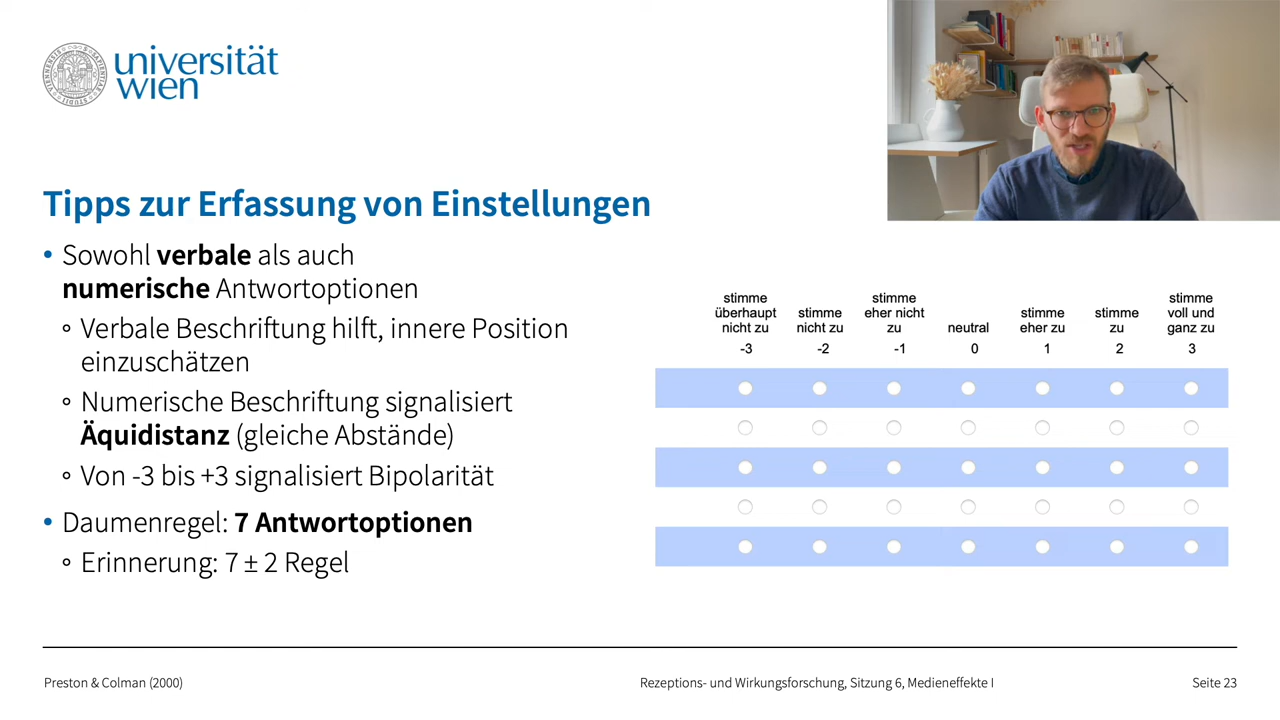 universität
wien
Tipps zur Erfassung von Einstellungen
• Sowohl verbale als auch
numerische Antwortoptionen
◦ Verbale Beschriftung hilft, innere Position
einzuschätzen
◦ Numerische Beschriftung signalisiert
Äquidistanz (gleiche Abstände)
◦ Von -3 bis +3 signalisiert Bipolarität
• Daumenregel: 7 Antwortoptionen
◦ Erinnerung: 7 ± 2 Regel
stimme überhaupt nicht zu
stimme nicht zu
stimme eher nicht zu
neutral
stimme eher zu
stimme zu
stimme voll und ganz zu
-3 -2 -1 0 1 2 3
Preston & Colman (2000)
Rezeptions- und Wirkungsforschung, Sitzung 6, Medieneffekte I
Seite 23